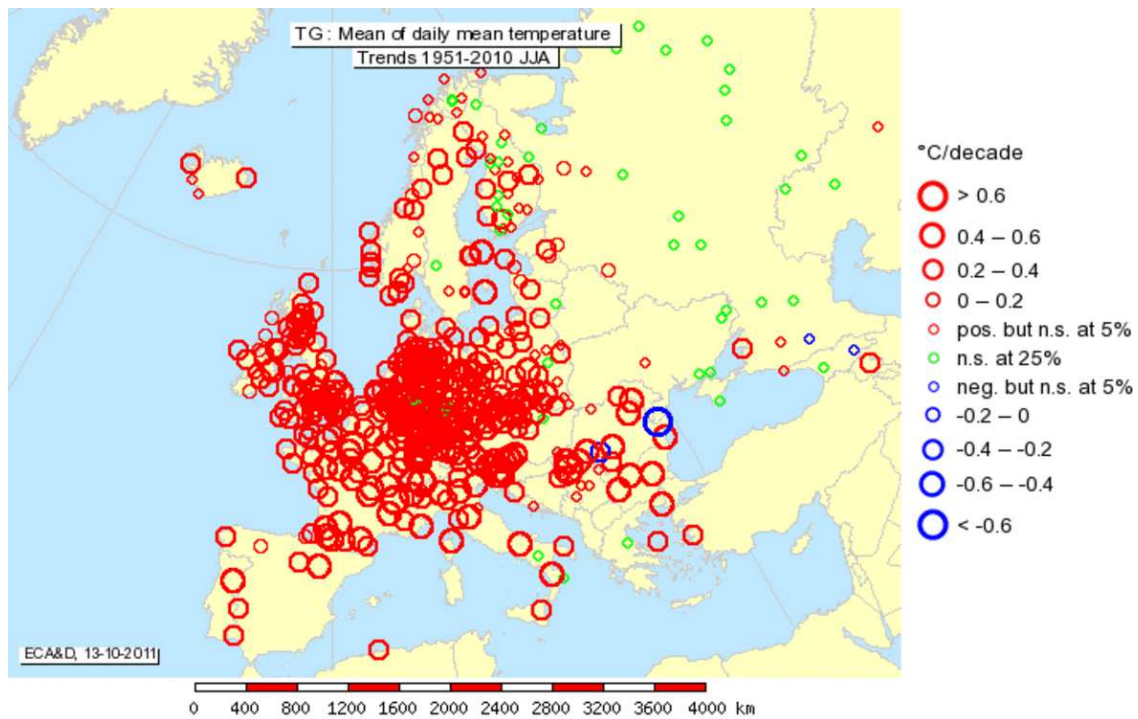 TG : Mean of daily mean temperature
Trends 1951-2010 JJA
°C/decade
> 0.6
0.4 – 0.6
0.2 – 0.4
0 – 0.2
pos. but n.s. at 5%
n.s. at 25%
neg. but n.s. at 5%
-0.2 – 0
-0.4 – -0.2
-0.6 – -0.4
< -0.6
ECA&D, 13-10-2011
0 400 800 1200 1600 2000 2400 2800 3200 3600 4000 km